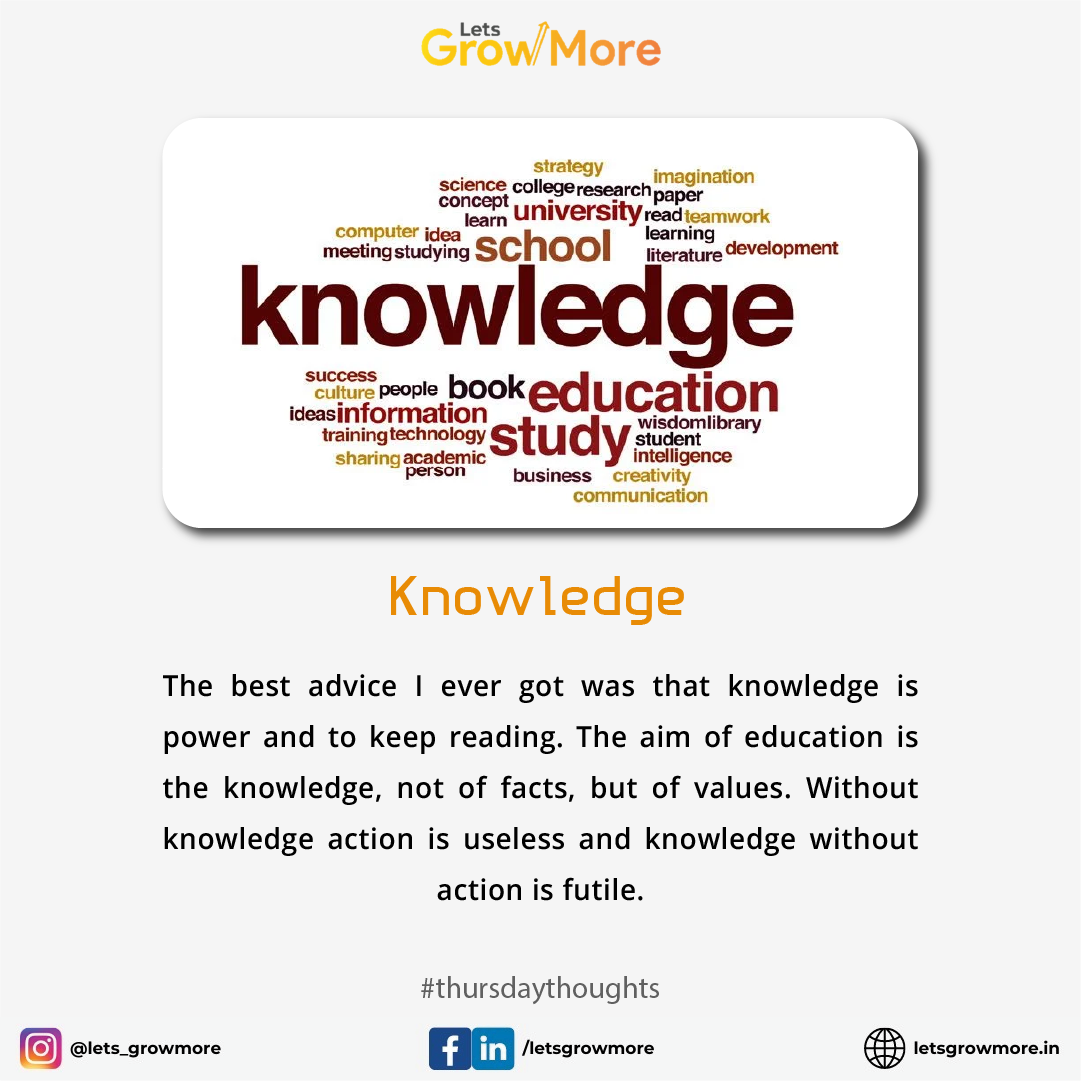 Lets
GrowMore
strategy
imagination
science college research paper
concept
learn university read teamwork
computer idea school learning
meeting studying literature development
knowledge
success
culture people book education
ideas information wisdom library
training technology study student
sharing academic intelligence
person business creativity
communication
Knowledge
The best advice I ever got was that knowledge is
power and to keep reading. The aim of education is
the knowledge, not of facts, but of values. Without
knowledge action is useless and knowledge without
action is futile.
#thursdaythoughts
@lets_growmore /letsgrowmore letsgrowmore.in